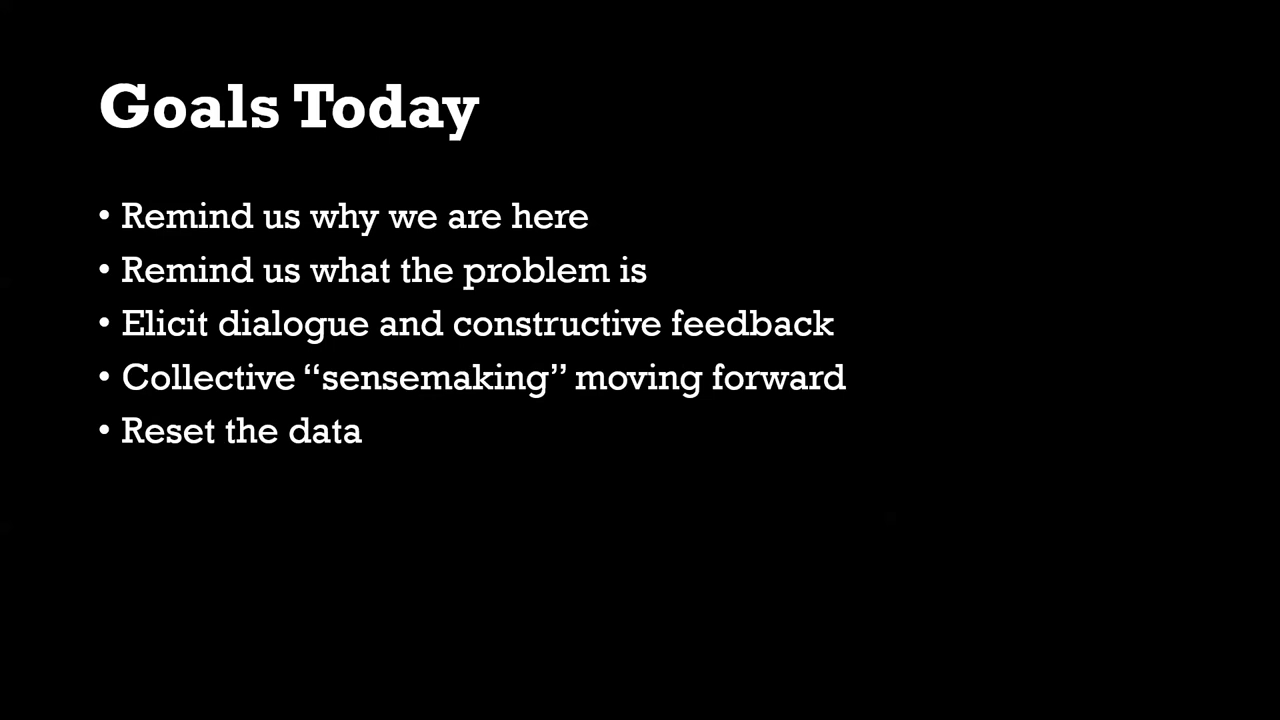 Goals Today
• Remind us why we are here
• Remind us what the problem is
• Elicit dialogue and constructive feedback
• Collective “sensemaking” moving forward
• Reset the data